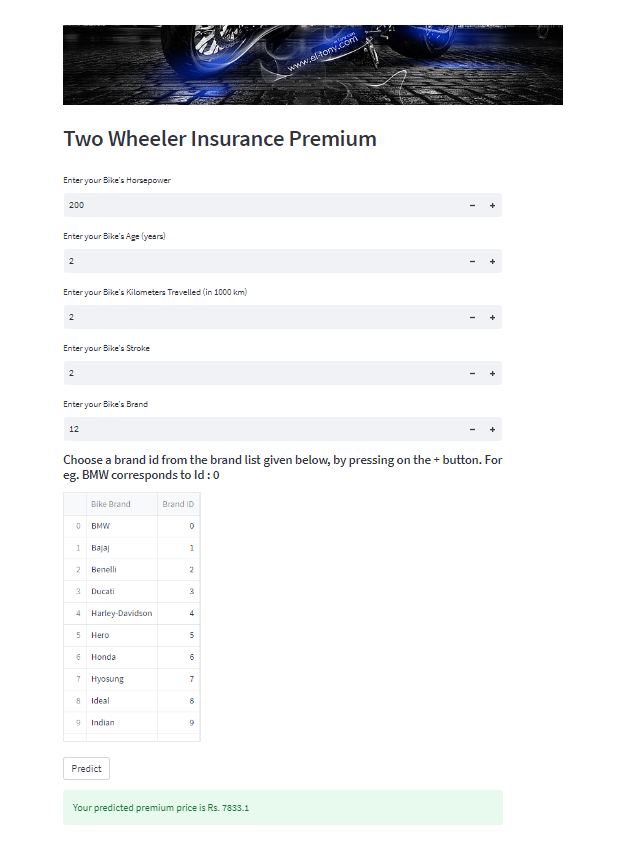 www.el-tony.com
Two Wheeler Insurance Premium
Enter your Bike's Horsepower
200 − +
Enter your Bike's Age (years)
2 − +
Enter your Bike's Kilometers Travelled (in 1000 km)
2 − +
Enter your Bike's Stroke
2 − +
Enter your Bike's Brand
12 − +
Choose a brand id from the brand list given below, by pressing on the + button. For
eg. BMW corresponds to Id : 0
Bike Brand Brand ID
0 BMW 0
1 Bajaj 1
2 Benelli 2
3 Ducati 3
4 Harley-Davidson 4
5 Hero 5
6 Honda 6
7 Hyosung 7
8 Ideal 8
9 Indian 9
Predict
Your predicted premium price is Rs. 7833.1